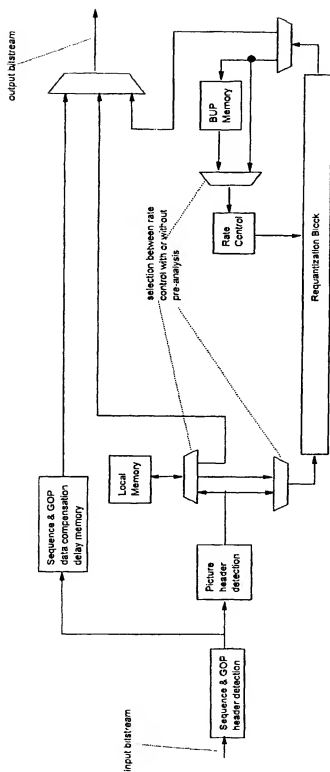 input bitstream
Sequence & GOP
header detection
Sequence & GOP
data compensation
delay memory
Picture
header
detection
Local
Memory
selection between rate
control with or without
pre-analysis
Rate
Control
BUP
Memory
Requantization Block
output bitstream